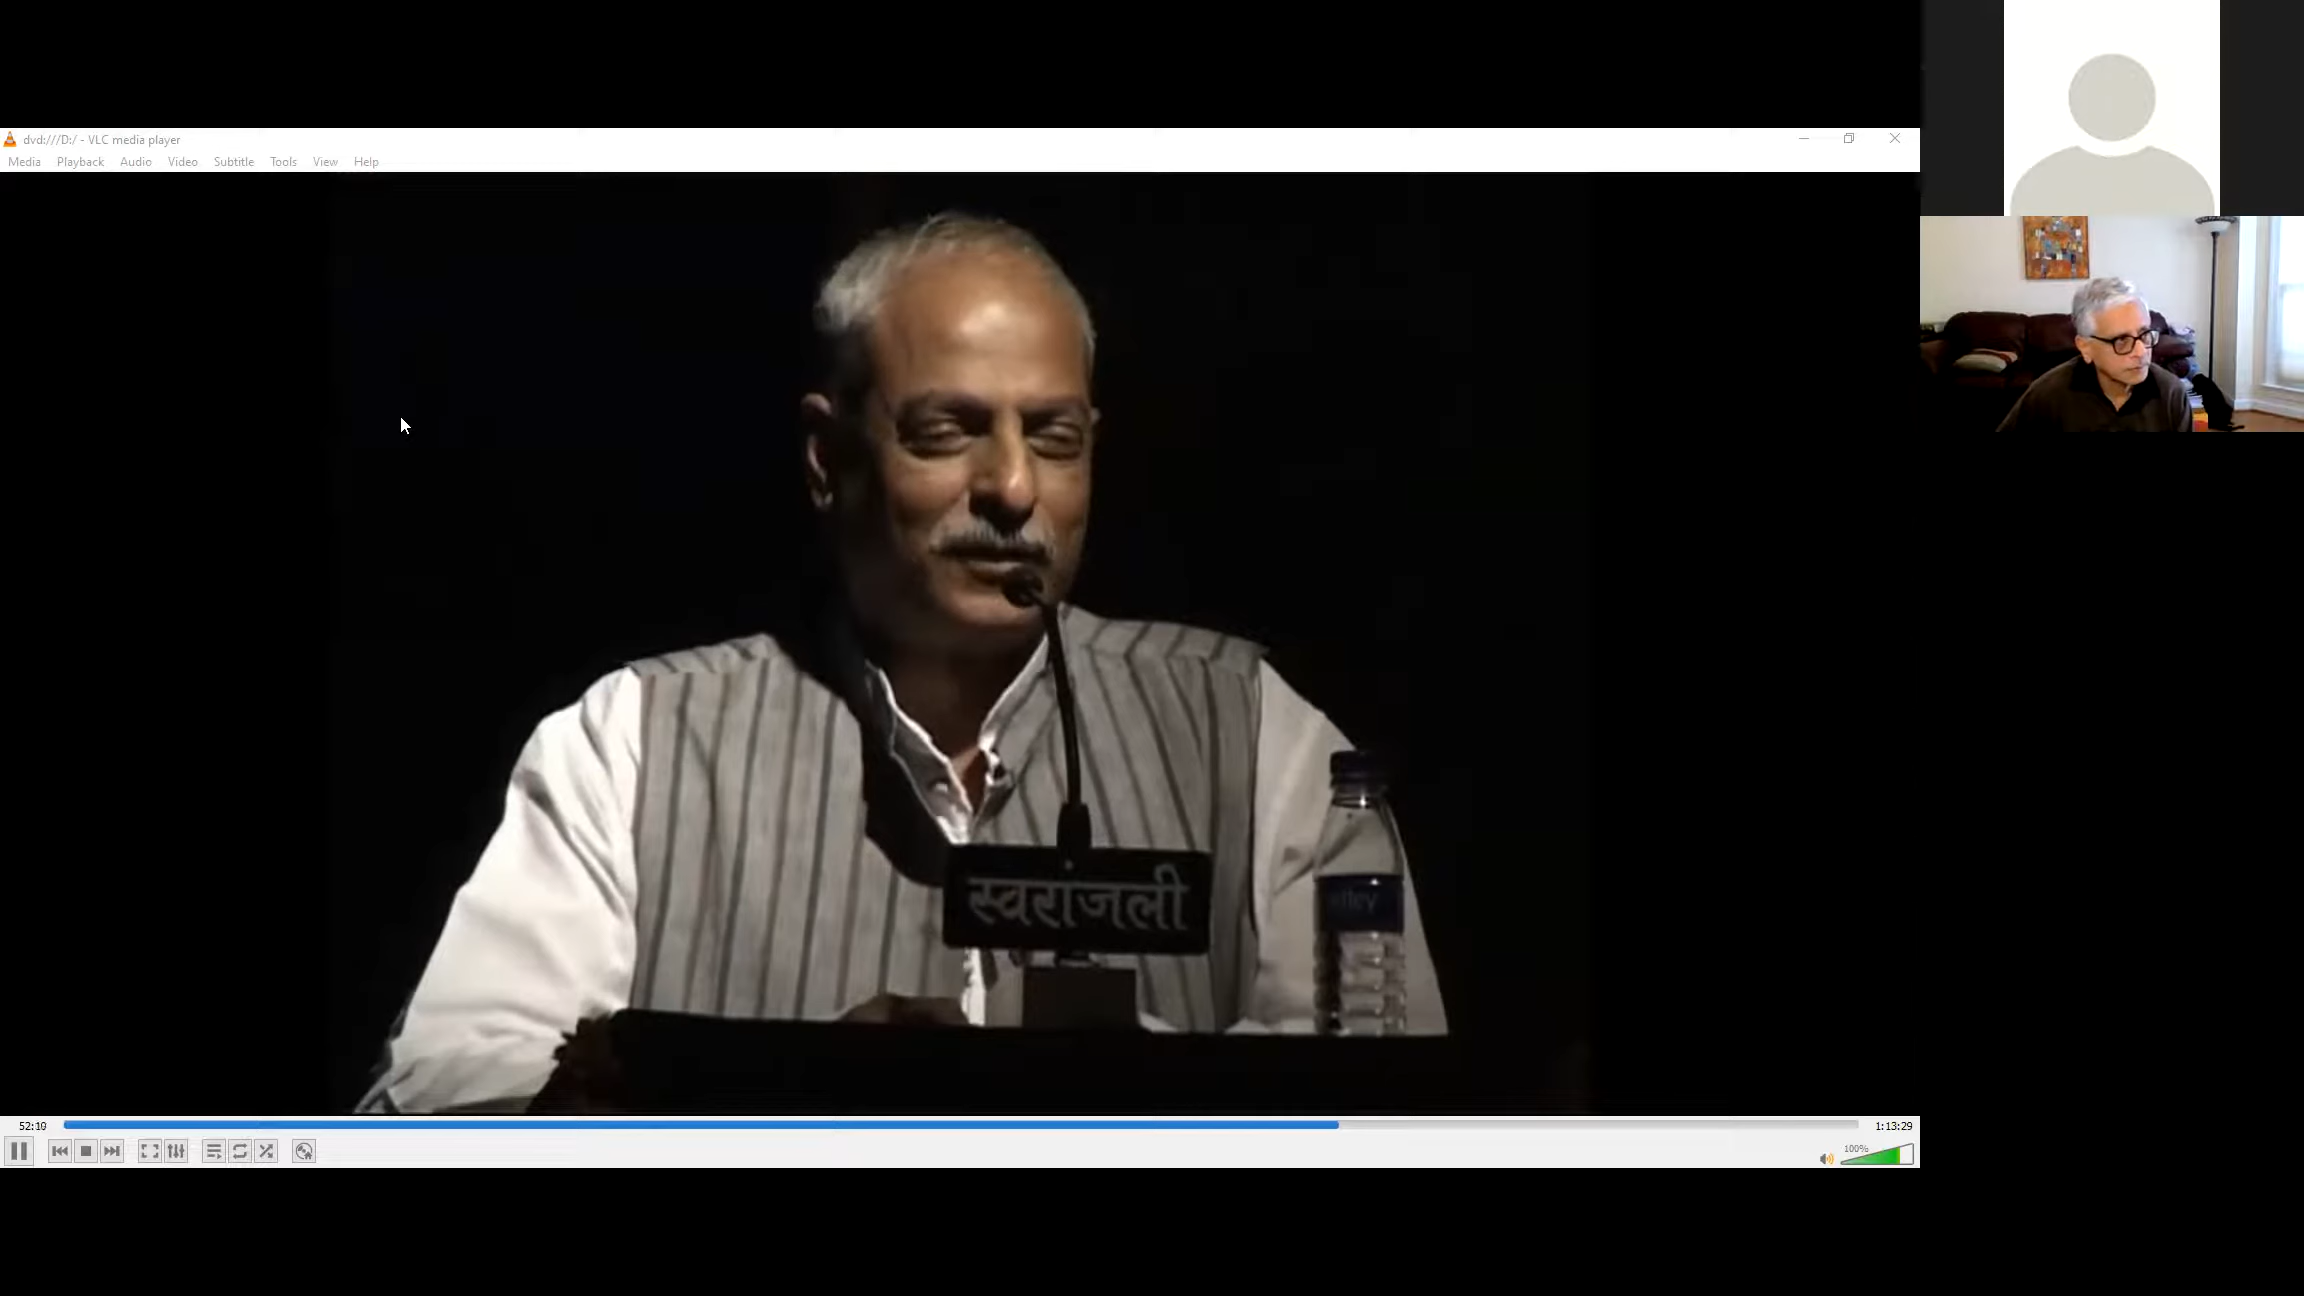 dvd:///D:/ - VLC media player
Media Playback Audio Video Subtitle Tools View Help
स्वरांजली
52:10
1:13:29
100%